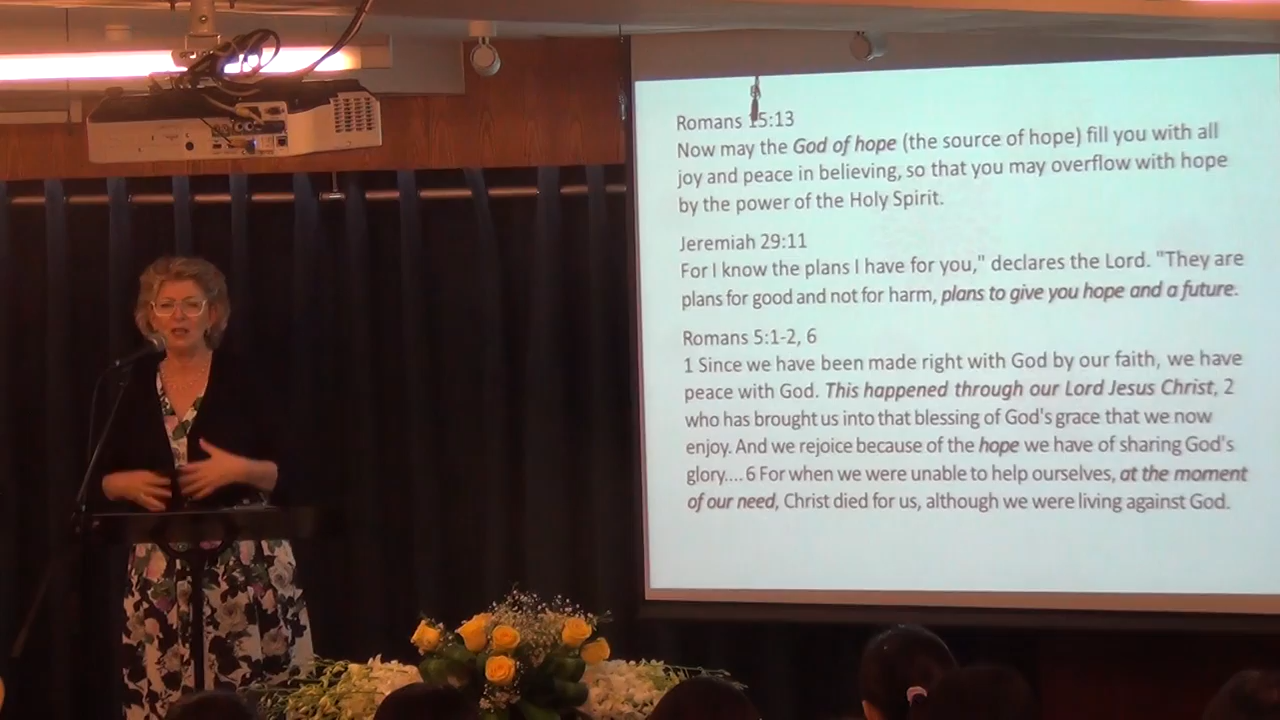 Romans 15:13
Now may the God of hope (the source of hope) fill you with all
joy and peace in believing, so that you may overflow with hope
by the power of the Holy Spirit.
Jeremiah 29:11
For I know the plans I have for you," declares the Lord. "They are
plans for good and not for harm, plans to give you hope and a future.
Romans 5:1-2, 6
1 Since we have been made right with God by our faith, we have
peace with God. This happened through our Lord Jesus Christ, 2
who has brought us into that blessing of God's grace that we now
enjoy. And we rejoice because of the hope we have of sharing God's
glory.... 6 For when we were unable to help ourselves, at the moment
of our need, Christ died for us, although we were living against God.